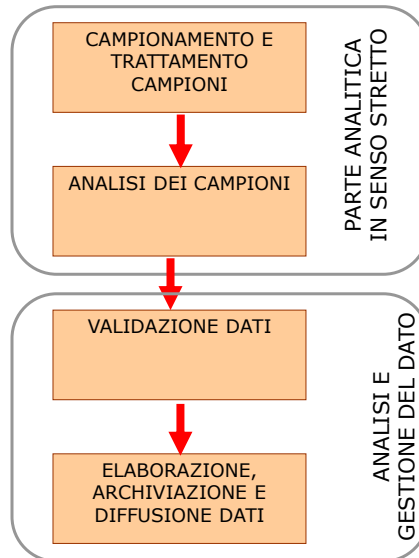 CAMPIONAMENTO E
TRATTAMENTO
CAMPIONI
ANALISI DEI CAMPIONI
PARTE ANALITICA
IN SENSO STRETTO
VALIDAZIONE DATI
ELABORAZIONE,
ARCHIVIAZIONE E
DIFFUSIONE DATI
ANALISI E
GESTIONE DEL DATO